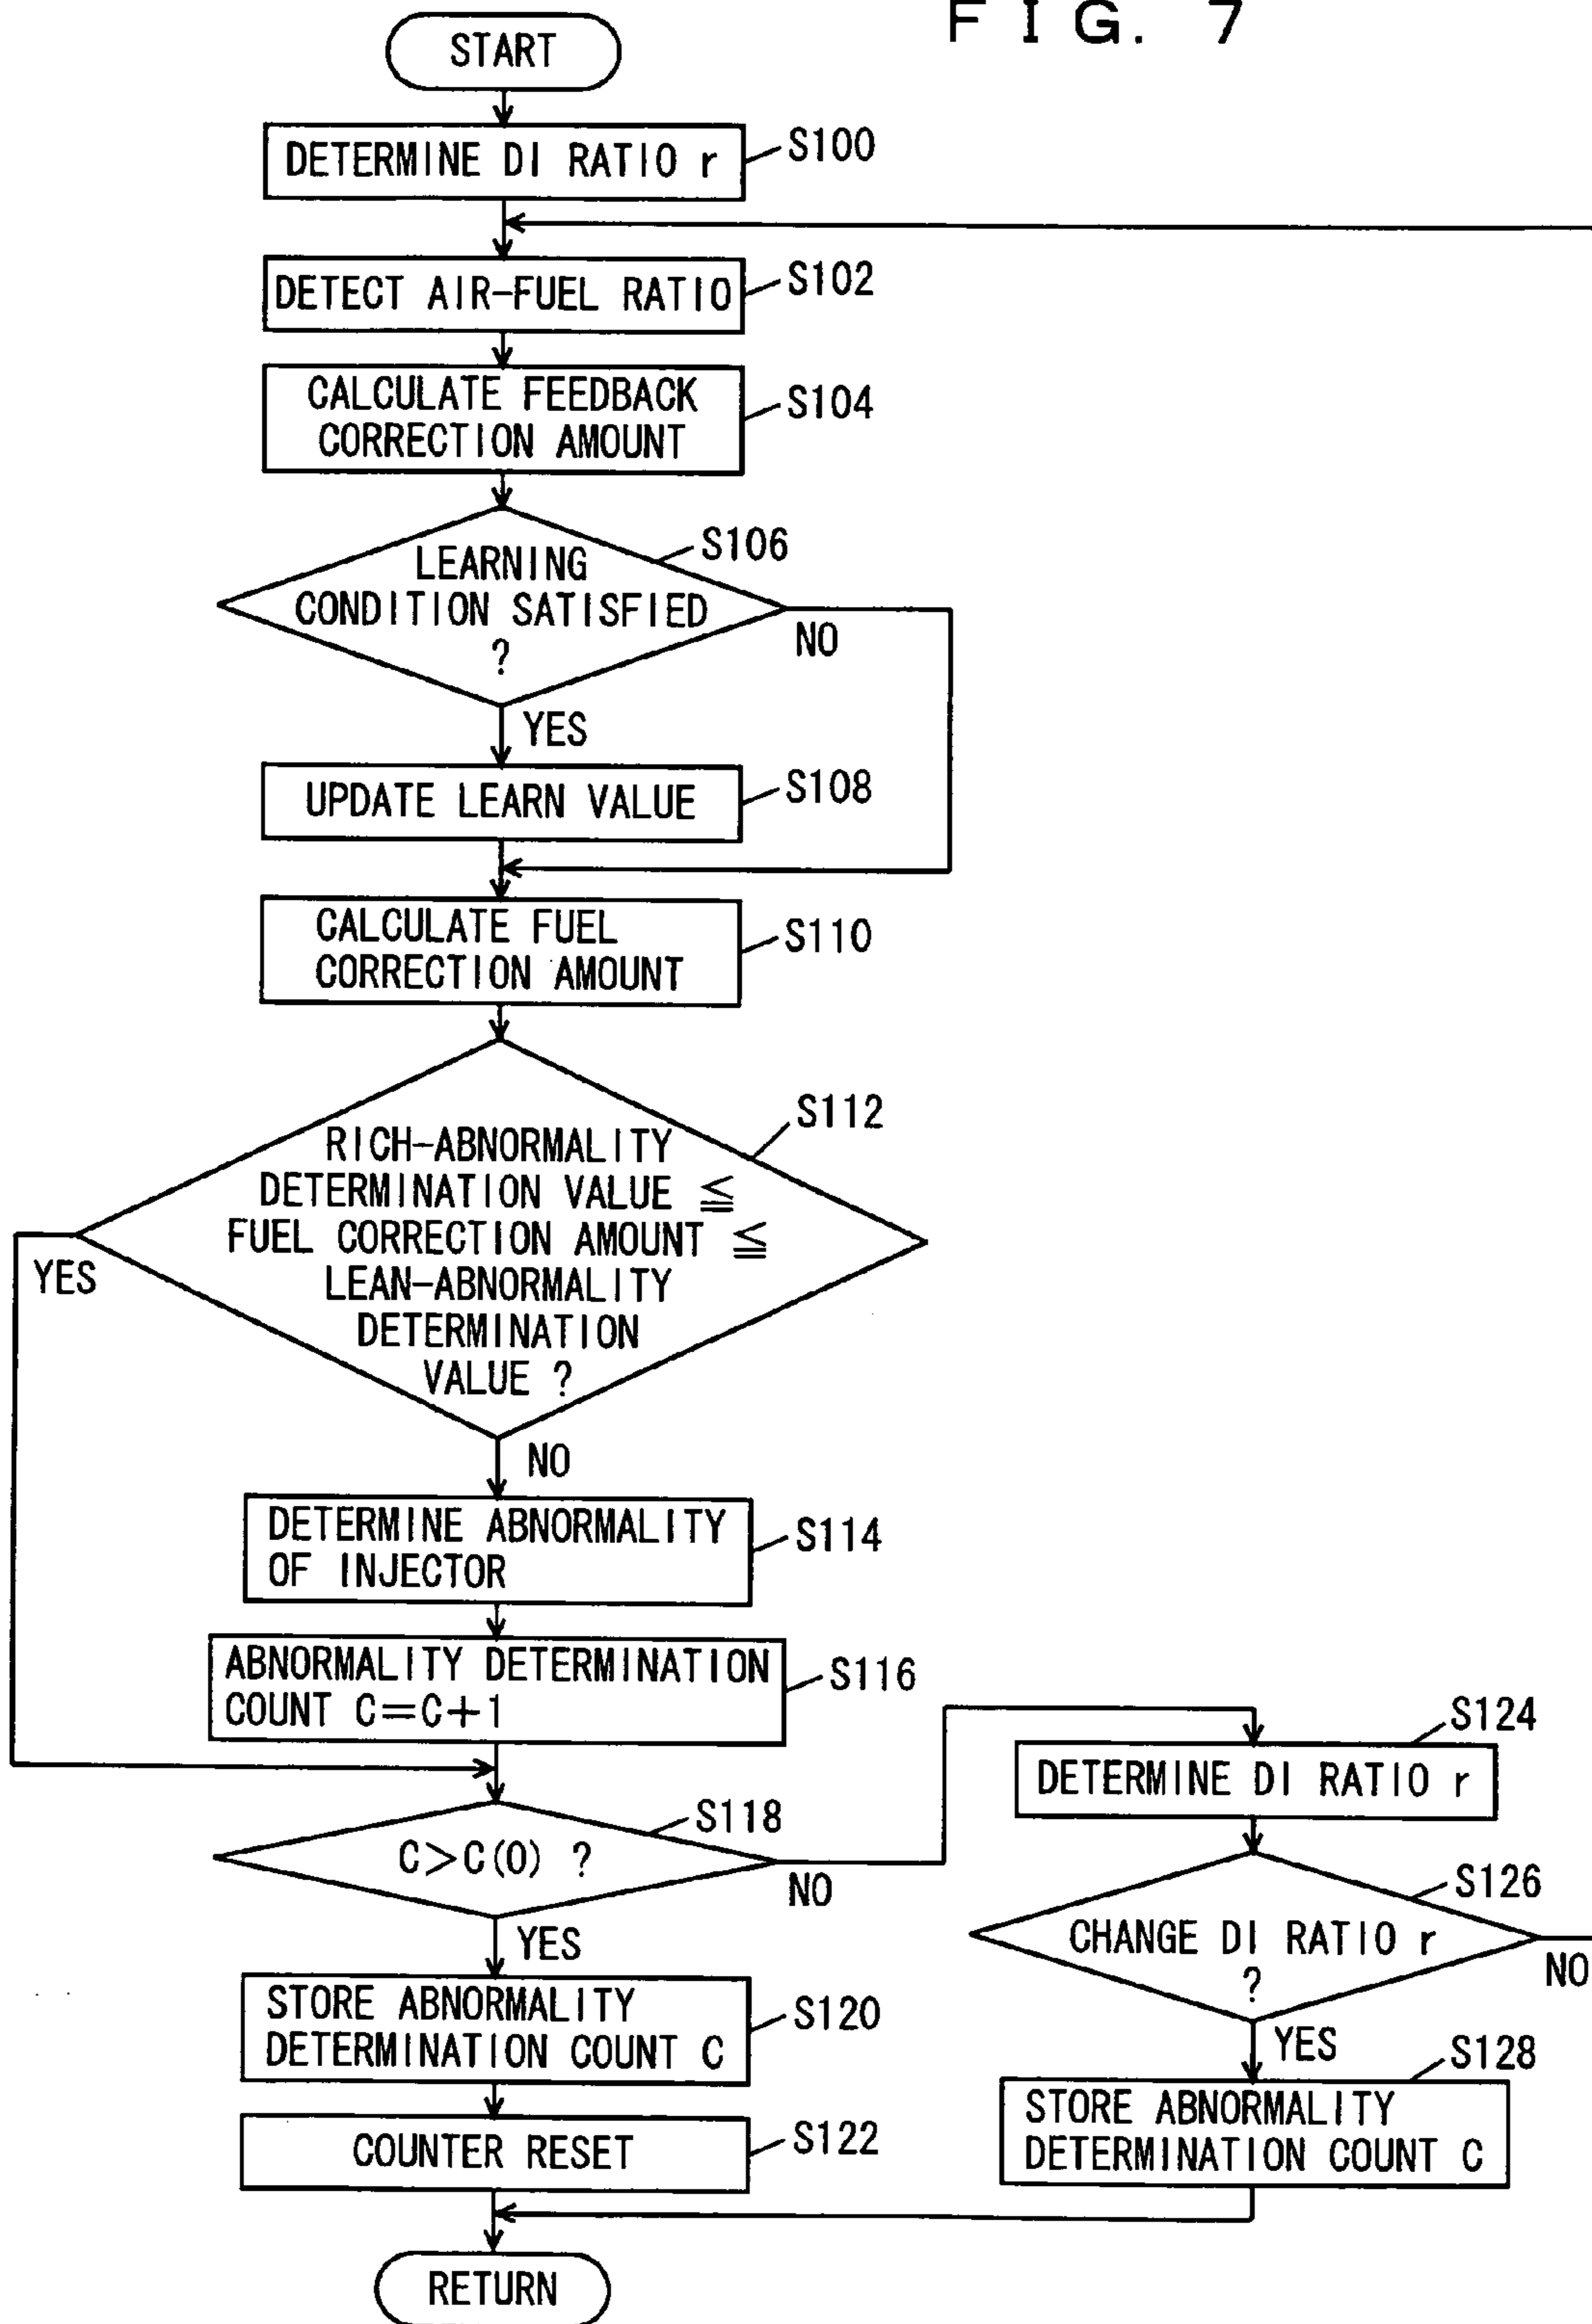 FIG. 7
START
DETERMINE DI RATIO r
S100
DETECT AIR-FUEL RATIO
S102
CALCULATE FEEDBACK
CORRECTION AMOUNT
S104
LEARNING
CONDITION SATISFIED
?
S106
NO
YES
UPDATE LEARN VALUE
S108
CALCULATE FUEL
CORRECTION AMOUNT
S110
RICH-ABNORMALITY
DETERMINATION VALUE ≦
FUEL CORRECTION AMOUNT ≦
LEAN-ABNORMALITY
DETERMINATION
VALUE ?
S112
YES
NO
DETERMINE ABNORMALITY
OF INJECTOR
S114
ABNORMALITY DETERMINATION
COUNT C=C+1
S116
C>C(0) ?
S118
NO
YES
STORE ABNORMALITY
DETERMINATION COUNT C
S120
COUNTER RESET
S122
S124
DETERMINE DI RATIO r
S126
CHANGE DI RATIO r
?
NO
YES
S128
STORE ABNORMALITY
DETERMINATION COUNT C
RETURN